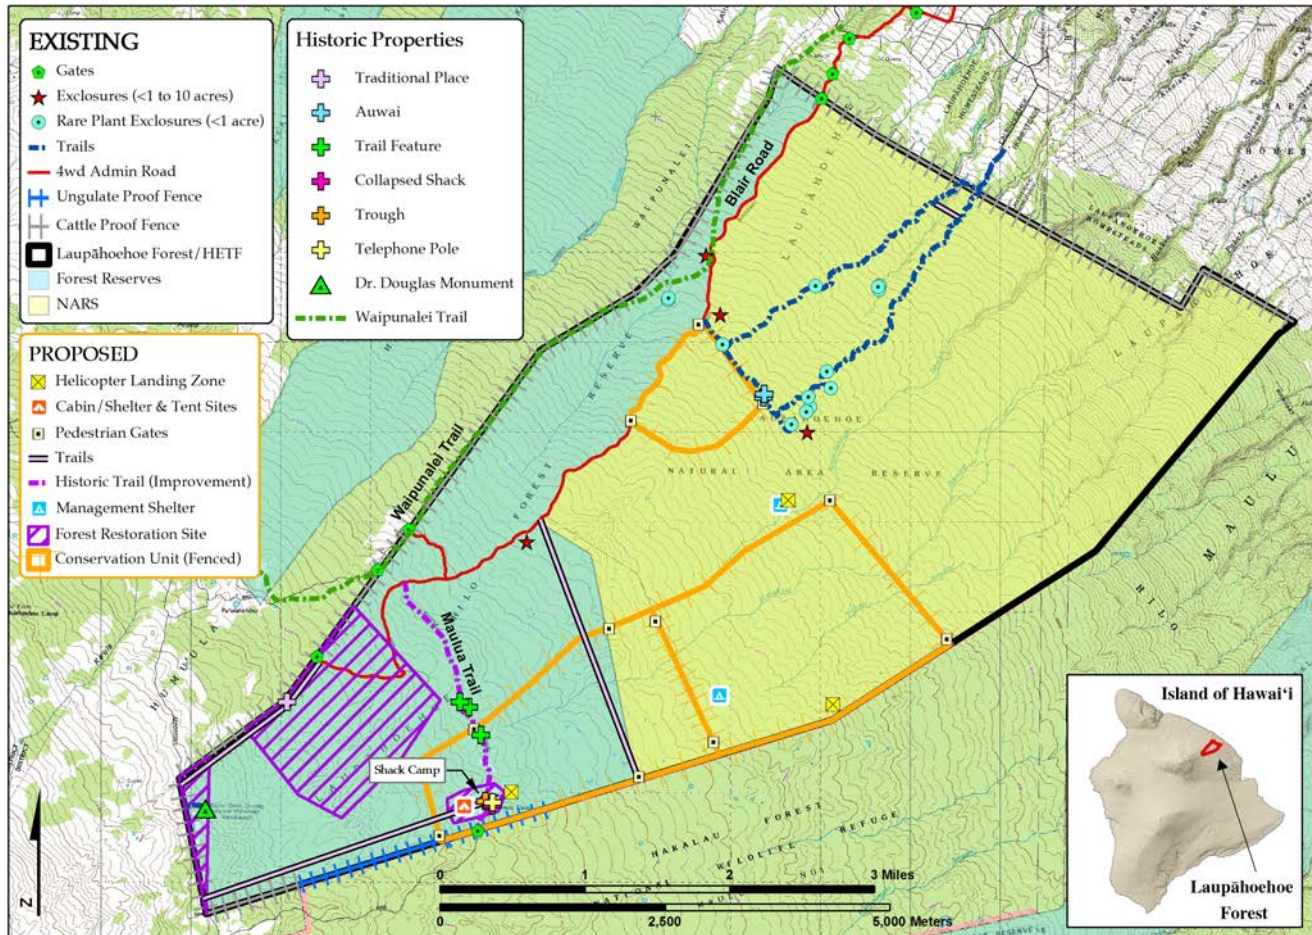 EXISTING
Gates
Exclosures (<1 to 10 acres)
Rare Plant Exclosures (<1 acre)
Trails
4wd Admin Road
Ungulate Proof Fence
Cattle Proof Fence
Laupāhoehoe Forest/HETF
Forest Reserves
NARS
Historic Properties
Traditional Place
Auwai
Trail Feature
Collapsed Shack
Trough
Telephone Pole
Dr. Douglas Monument
Waipunalei Trail
PROPOSED
Helicopter Landing Zone
Cabin/Shelter & Tent Sites
Pedestrian Gates
Trails
Historic Trail (Improvement)
Management Shelter
Forest Restoration Site
Conservation Unit (Fenced)
Blair Road
WAIPUNALEI
Waipunalei Trail
FOREST RESERVE
HILO
NATURAL AREA RESERVE
Maulua Trail
Shack Camp
HUMUULA
MAULUA
HILO
HAKALAU FOREST
NATIONAL WILDLIFE REFUGE
0 1 2 3 Miles
0 2,500 5,000 Meters
N
Island of Hawai‘i
Laupāhoehoe
Forest